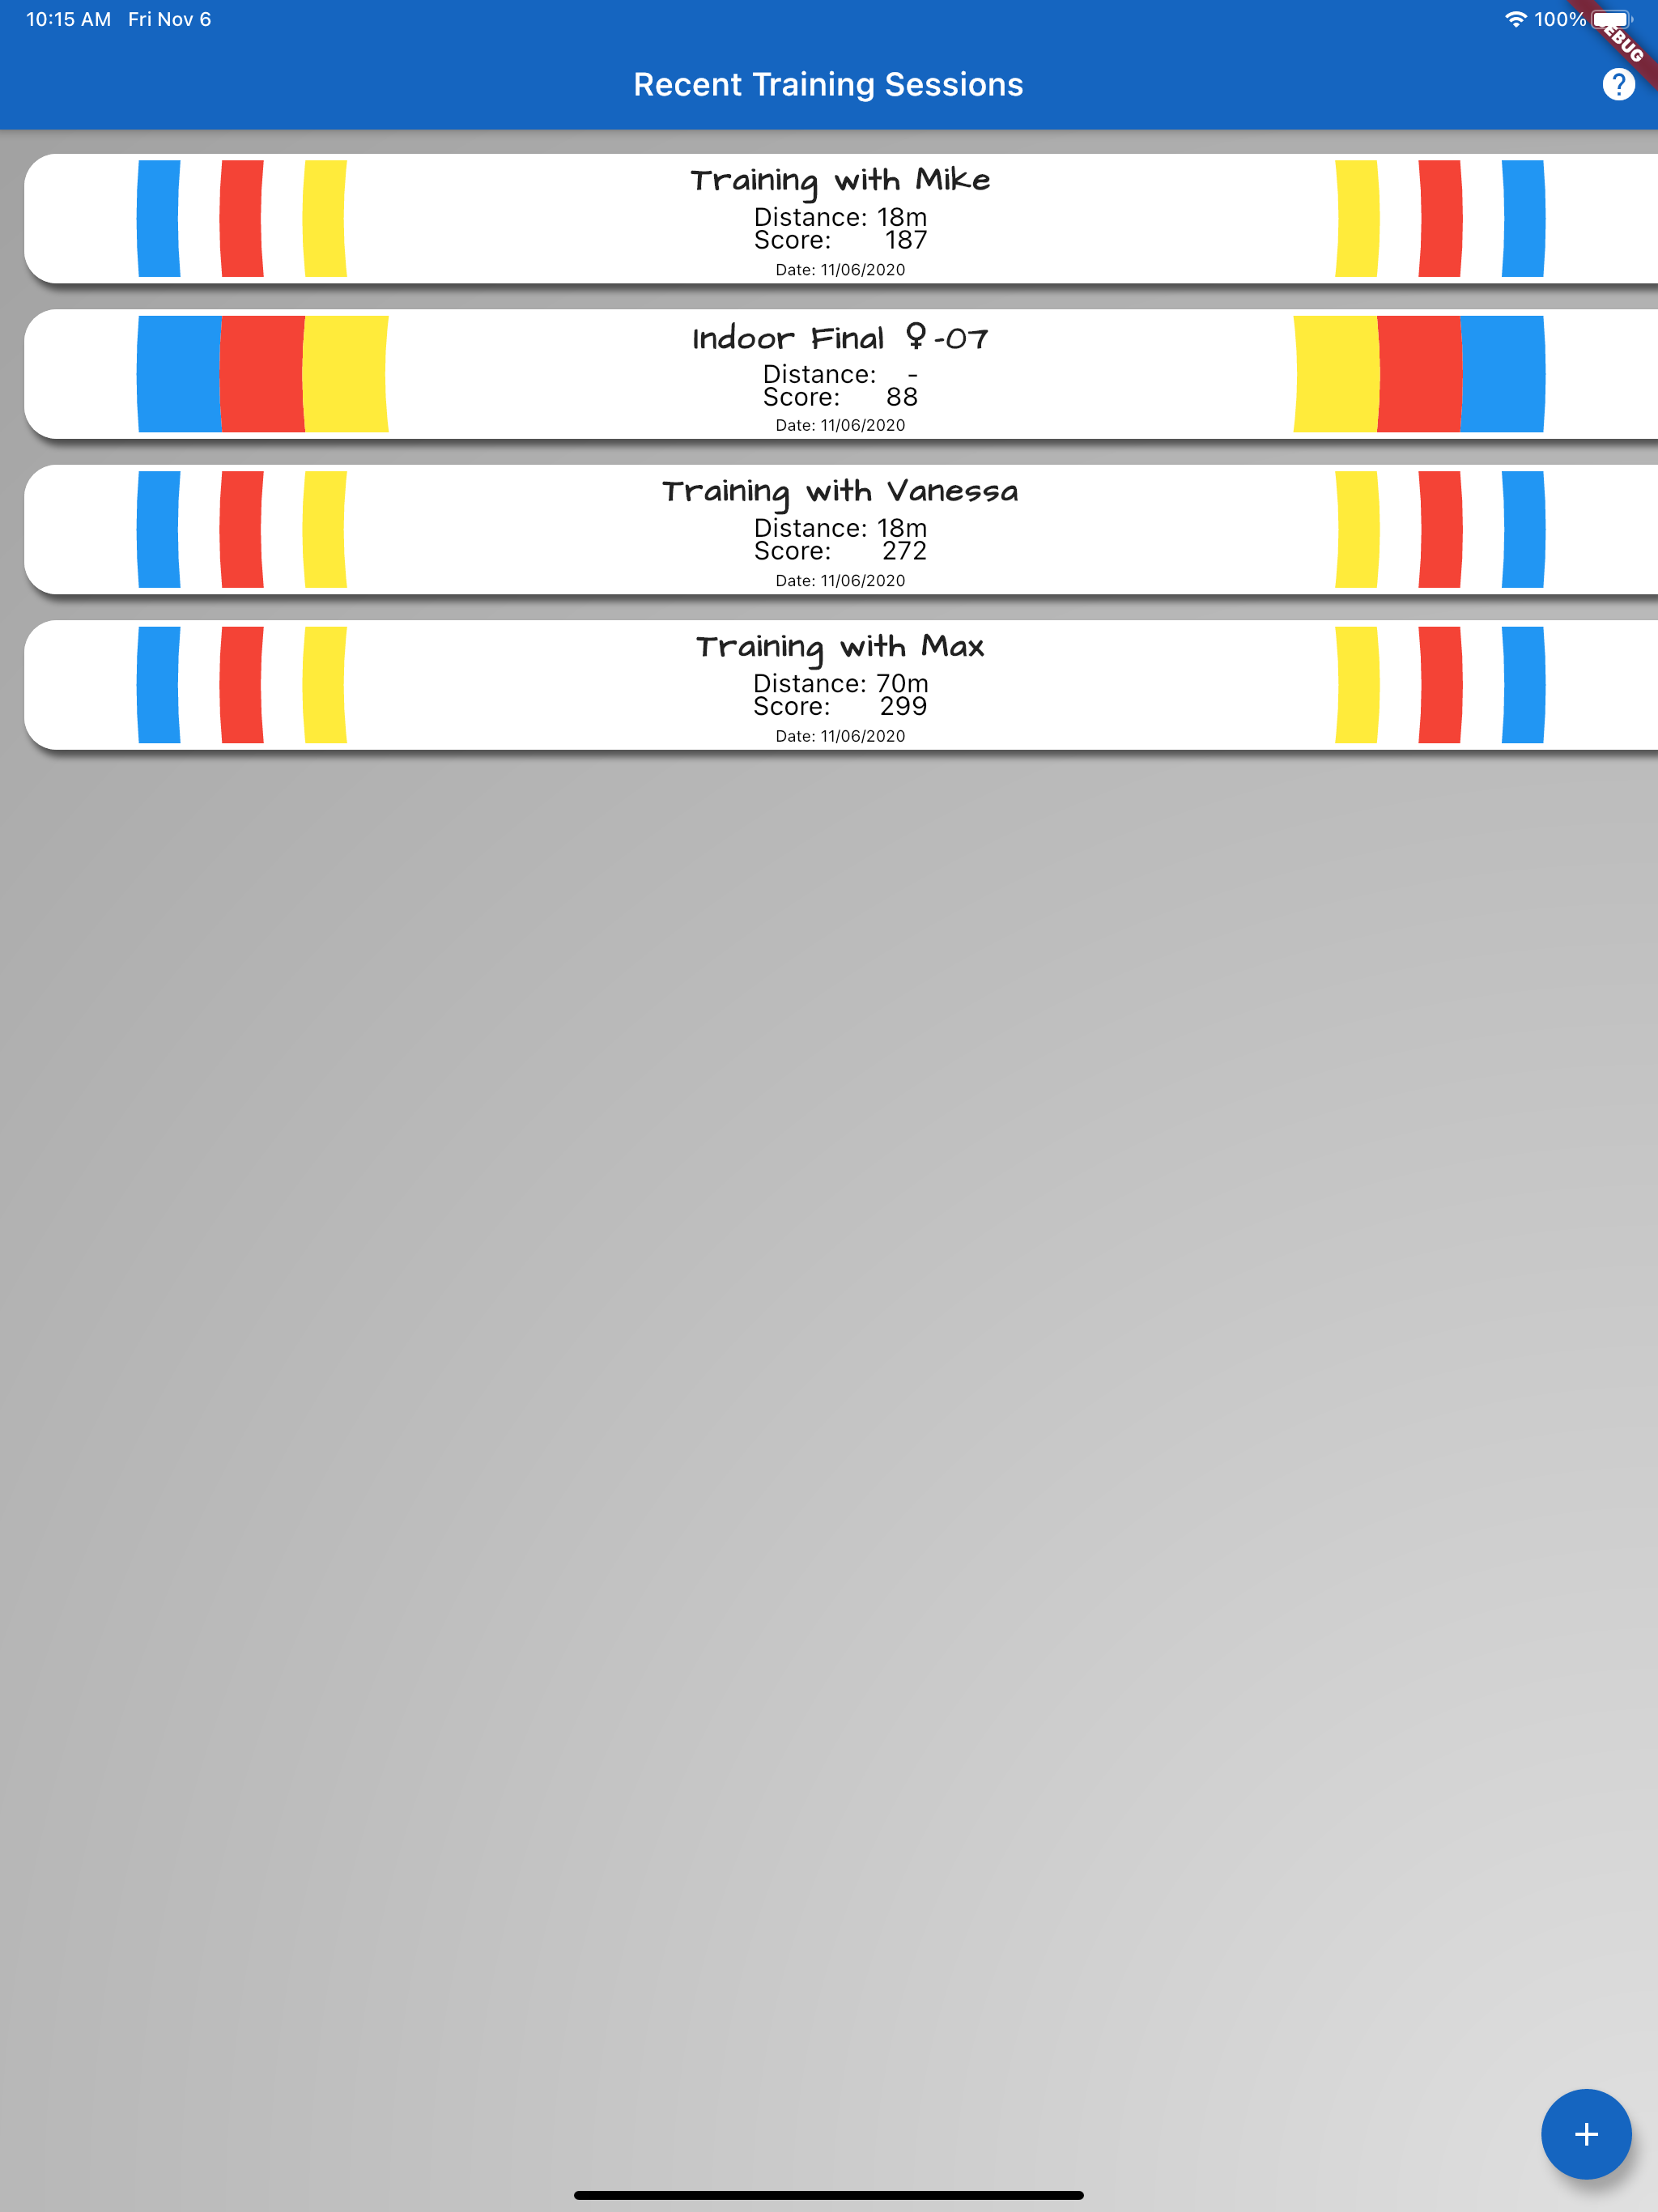 10:15 AM Fri Nov 6 100%
EBUG
Recent Training Sessions
?
Training with Mike
Distance: 18m
Score: 187
Date: 11/06/2020
Indoor Final ♀-07
Distance: -
Score: 88
Date: 11/06/2020
Training with Vanessa
Distance: 18m
Score: 272
Date: 11/06/2020
Training with Max
Distance: 70m
Score: 299
Date: 11/06/2020
+